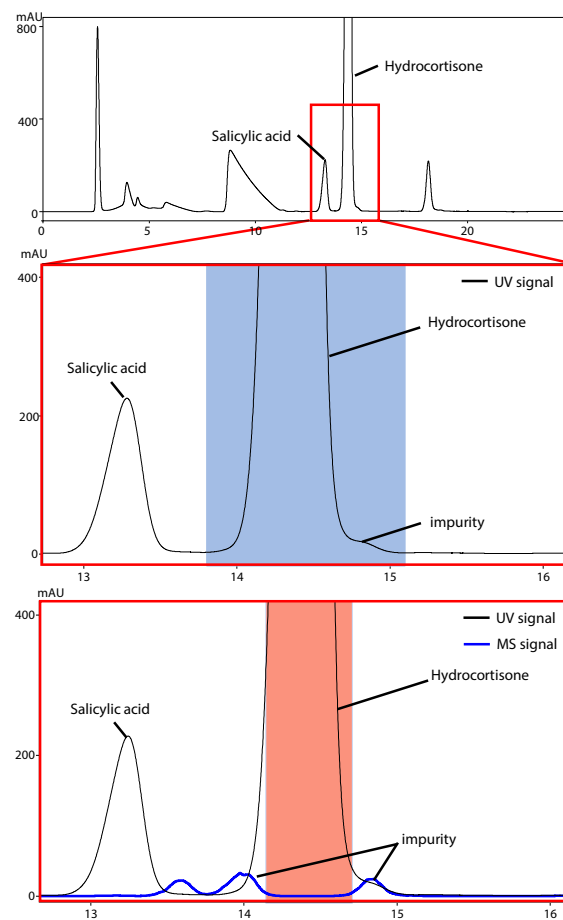 mAU
800
Hydrocortisone
400
Salicylic acid
0
0 5 10 15 20
mAU
400
UV signal
Hydrocortisone
Salicylic acid
200
impurity
0
13 14 15 16
mAU
400
UV signal
MS signal
Hydrocortisone
Salicylic acid
200
impurity
0
13 14 15 16